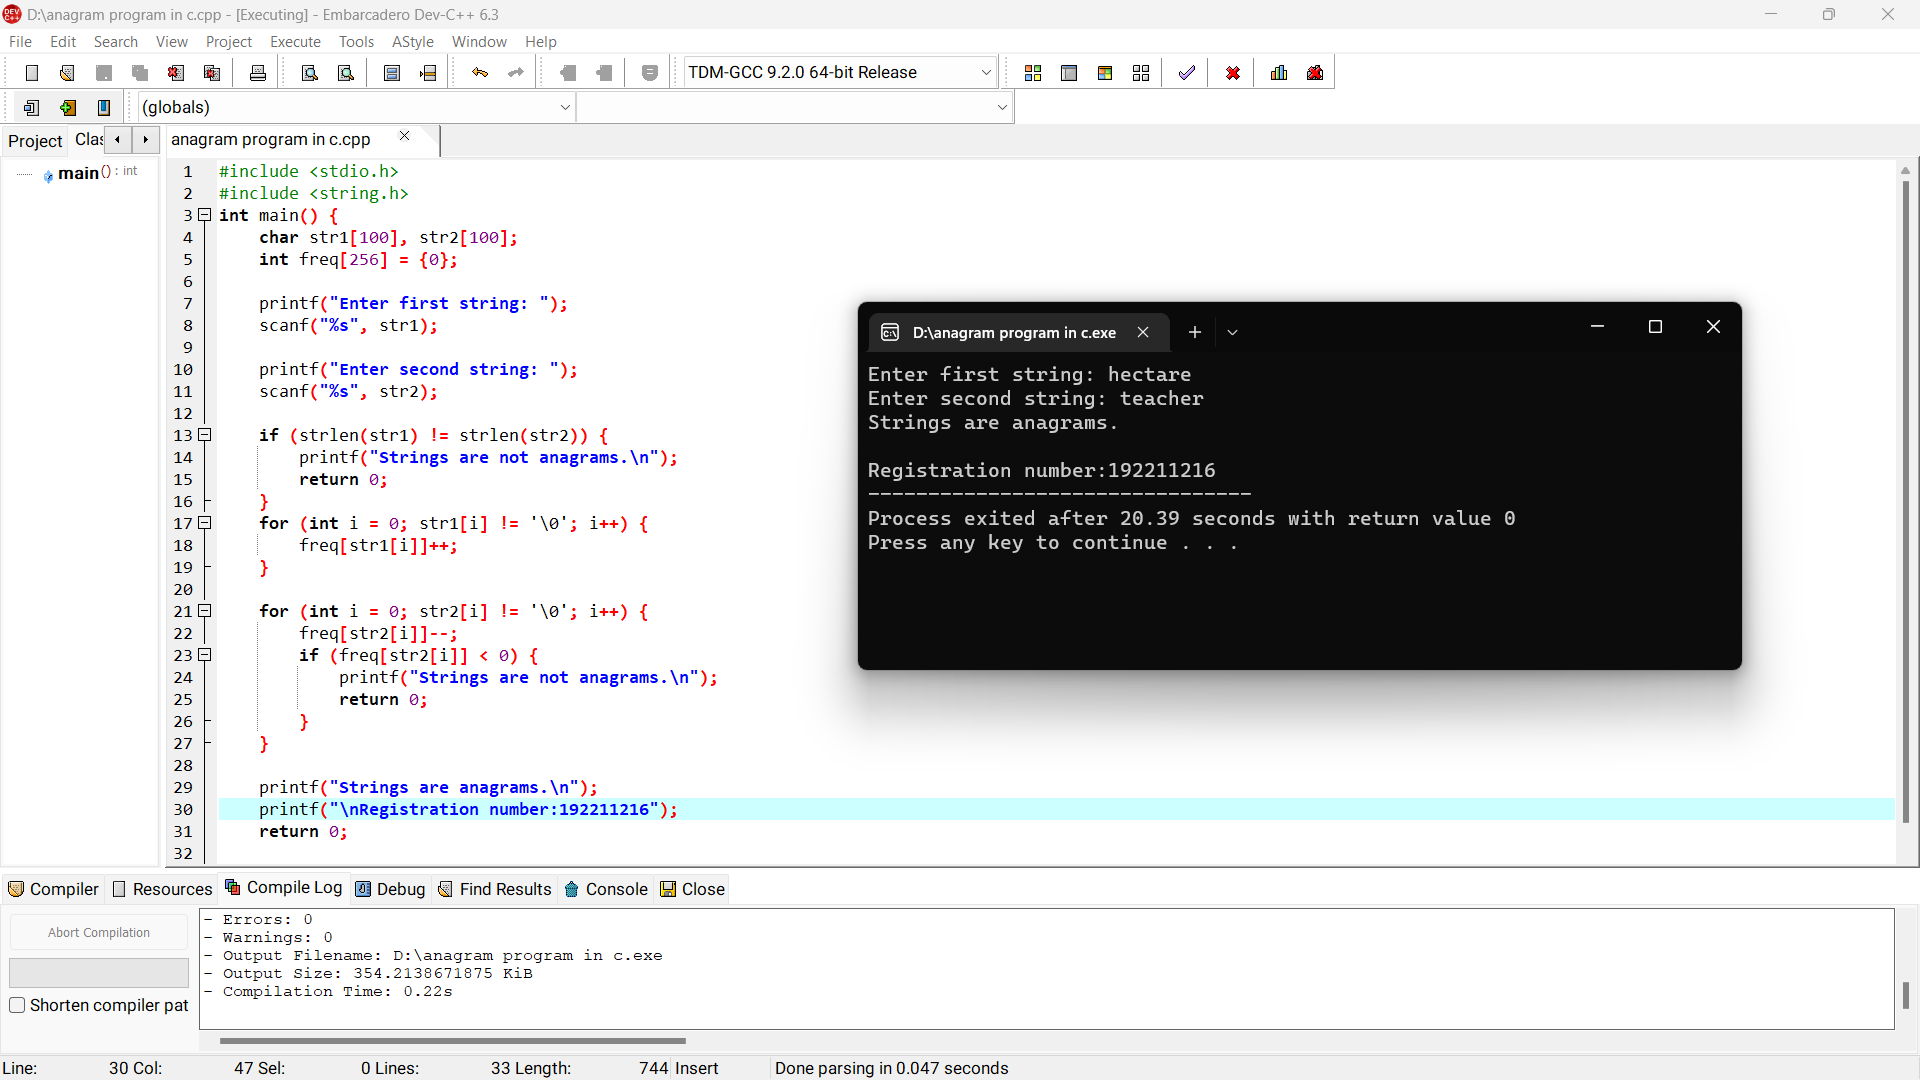 D:\anagram program in c.cpp - [Executing] - Embarcadero Dev-C++ 6.3
File Edit Search View Project Execute Tools AStyle Window Help
TDM-GCC 9.2.0 64-bit Release
(globals)
Project Clas
anagram program in c.cpp
main() : int
1 #include <stdio.h>
2 #include <string.h>
3 int main() {
4 char str1[100], str2[100];
5 int freq[256] = {0};
6
7 printf("Enter first string: ");
8 scanf("%s", str1);
9
10 printf("Enter second string: ");
11 scanf("%s", str2);
12
13 if (strlen(str1) != strlen(str2)) {
14 printf("Strings are not anagrams.\n");
15 return 0;
16 }
17 for (int i = 0; str1[i] != '\0'; i++) {
18 freq[str1[i]]++;
19 }
20
21 for (int i = 0; str2[i] != '\0'; i++) {
22 freq[str2[i]]--;
23 if (freq[str2[i]] < 0) {
24 printf("Strings are not anagrams.\n");
25 return 0;
26 }
27 }
28
29 printf("Strings are anagrams.\n");
30 printf("\nRegistration number:192211216");
31 return 0;
32
D:\anagram program in c.exe
Enter first string: hectare
Enter second string: teacher
Strings are anagrams.
Registration number:192211216
--------------------------------
Process exited after 20.39 seconds with return value 0
Press any key to continue . . .
Compiler Resources Compile Log Debug Find Results Console Close
Abort Compilation
Shorten compiler pat
- Errors: 0
- Warnings: 0
- Output Filename: D:\anagram program in c.exe
- Output Size: 354.2138671875 KiB
- Compilation Time: 0.22s
Line: 30 Col: 47 Sel: 0 Lines: 33 Length: 744 Insert Done parsing in 0.047 seconds